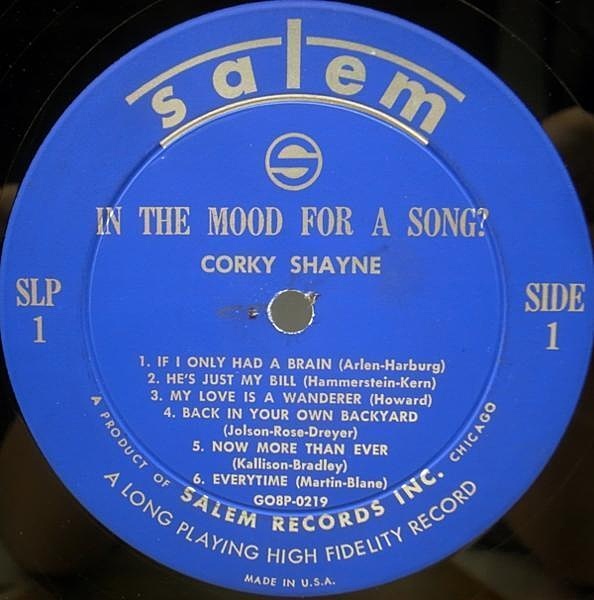 salem
S
IN THE MOOD FOR A SONG?
CORKY SHAYNE
SLP
1
SIDE
1
1. IF I ONLY HAD A BRAIN (Arlen-Harburg)
2. HE'S JUST MY BILL (Hammerstein-Kern)
3. MY LOVE IS A WANDERER (Howard)
4. BACK IN YOUR OWN BACKYARD
(Jolson-Rose-Dreyer)
5. NOW MORE THAN EVER
(Kallison-Bradley)
6. EVERYTIME (Martin-Blane)
GO8P-0219
A PRODUCT OF SALEM RECORDS INC. CHICAGO
A LONG PLAYING HIGH FIDELITY RECORD
MADE IN U.S.A.